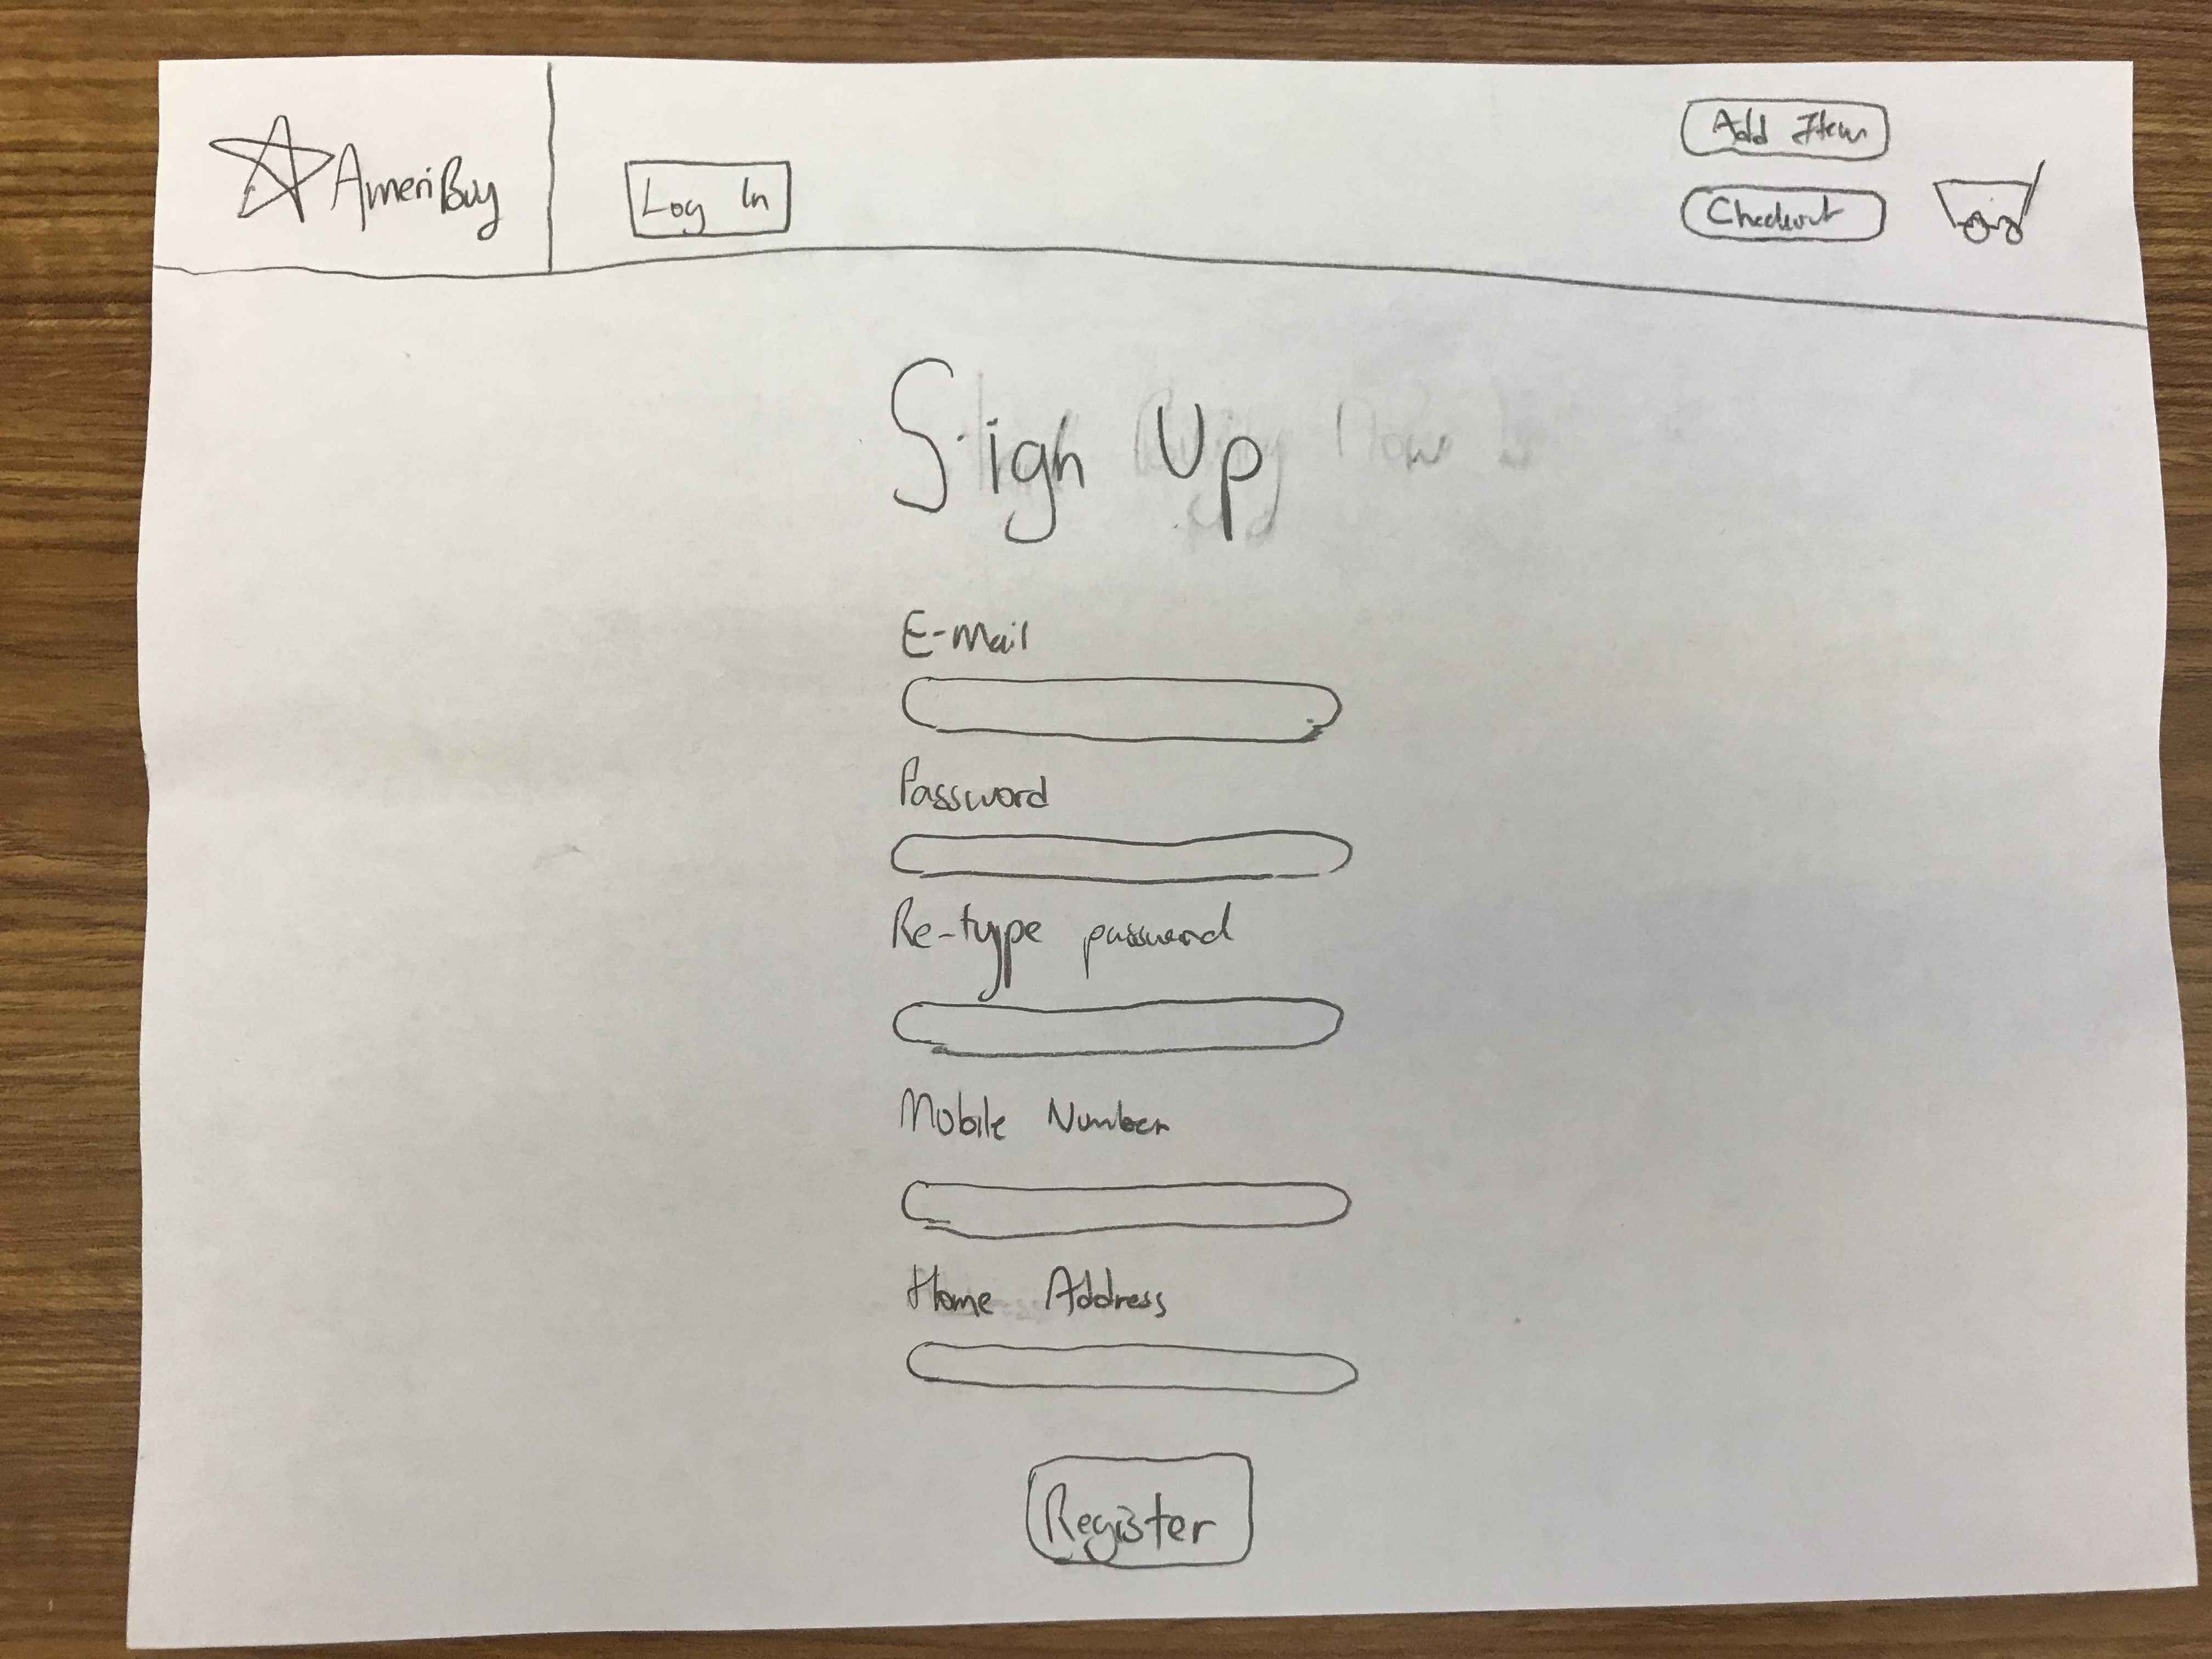 AmeriBuy
Log In
Add Item
Checkout
Sign Up
E-mail
Password
Re-type password
Mobile Number
Home Address
Register